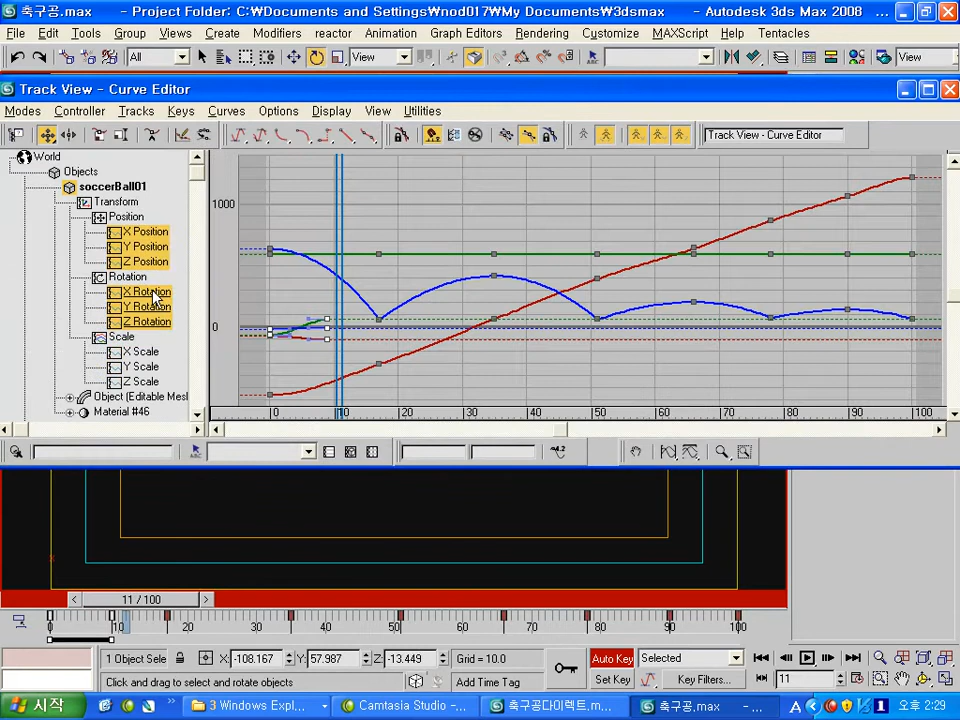 축구공.max - Project Folder: C:₩Documents and Settings₩nod017₩My Documents₩3dsmax - Autodesk 3ds Max 2008 ...
File Edit Tools Group Views Create Modifiers reactor Animation Graph Editors Rendering Customize MAXScript Help Tentacles
All View View
Track View - Curve Editor
Modes Controller Tracks Keys Curves Options Display View Utilities
Track View - Curve Editor
World
Objects
soccerBall01
Transform
Position
X Position
Y Position
Z Position
Rotation
X Rotation
Y Rotation
Z Rotation
Scale
X Scale
Y Scale
Z Scale
Object (Editable Mesl
Material #46
1000
0
0 10 20 30 40 50 60 70 80 90 100
11 / 100
10 20 30 40 50 60 70 80 90 100
1 Object Sele X: -108.167 Y: 57.987 Z: -13.449 Grid = 10.0 Auto Key Selected
Click and drag to select and rotate objects Add Time Tag Set Key Key Filters... 11
시작 3 Windows Expl... Camtasia Studio -... 축구공다이렉트.m... 축구공.max - ... A 오후 2:29